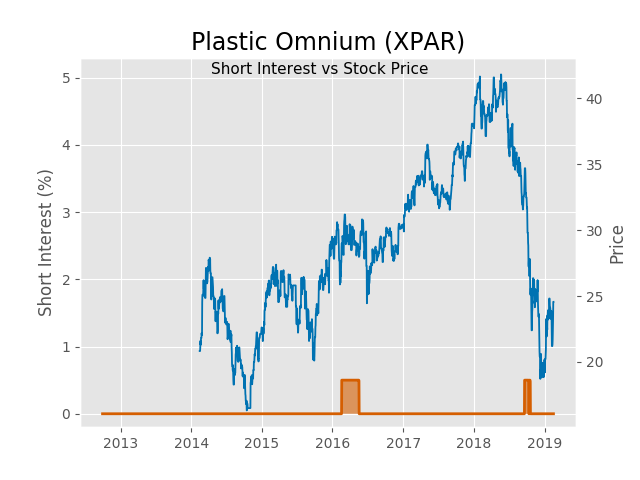 Plastic Omnium (XPAR)
Short Interest vs Stock Price
Short Interest (%)
5
4
3
2
1
0
40
35
30
25
20
Price
2013 2014 2015 2016 2017 2018 2019